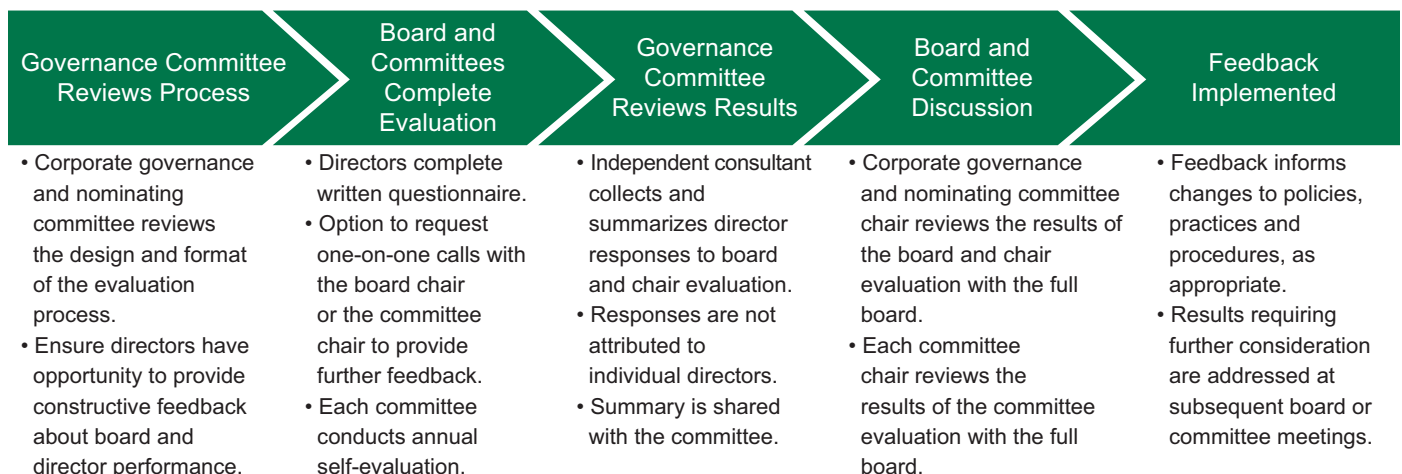 Governance Committee
Reviews Process
Board and
Committees
Complete
Evaluation
Governance
Committee
Reviews Results
Board and
Committee
Discussion
Feedback
Implemented
• Corporate governance
and nominating
committee reviews
the design and format
of the evaluation
process.
• Ensure directors have
opportunity to provide
constructive feedback
about board and
director performance.
• Directors complete
written questionnaire.
• Option to request
one-on-one calls with
the board chair
or the committee
chair to provide
further feedback.
• Each committee
conducts annual
self-evaluation.
• Independent consultant
collects and
summarizes director
responses to board
and chair evaluation.
• Responses are not
attributed to
individual directors.
• Summary is shared
with the committee.
• Corporate governance
and nominating committee
chair reviews the results of
the board and chair
evaluation with the full
board.
• Each committee
chair reviews the
results of the committee
evaluation with the full
board.
• Feedback informs
changes to policies,
practices and
procedures, as
appropriate.
• Results requiring
further consideration
are addressed at
subsequent board or
committee meetings.